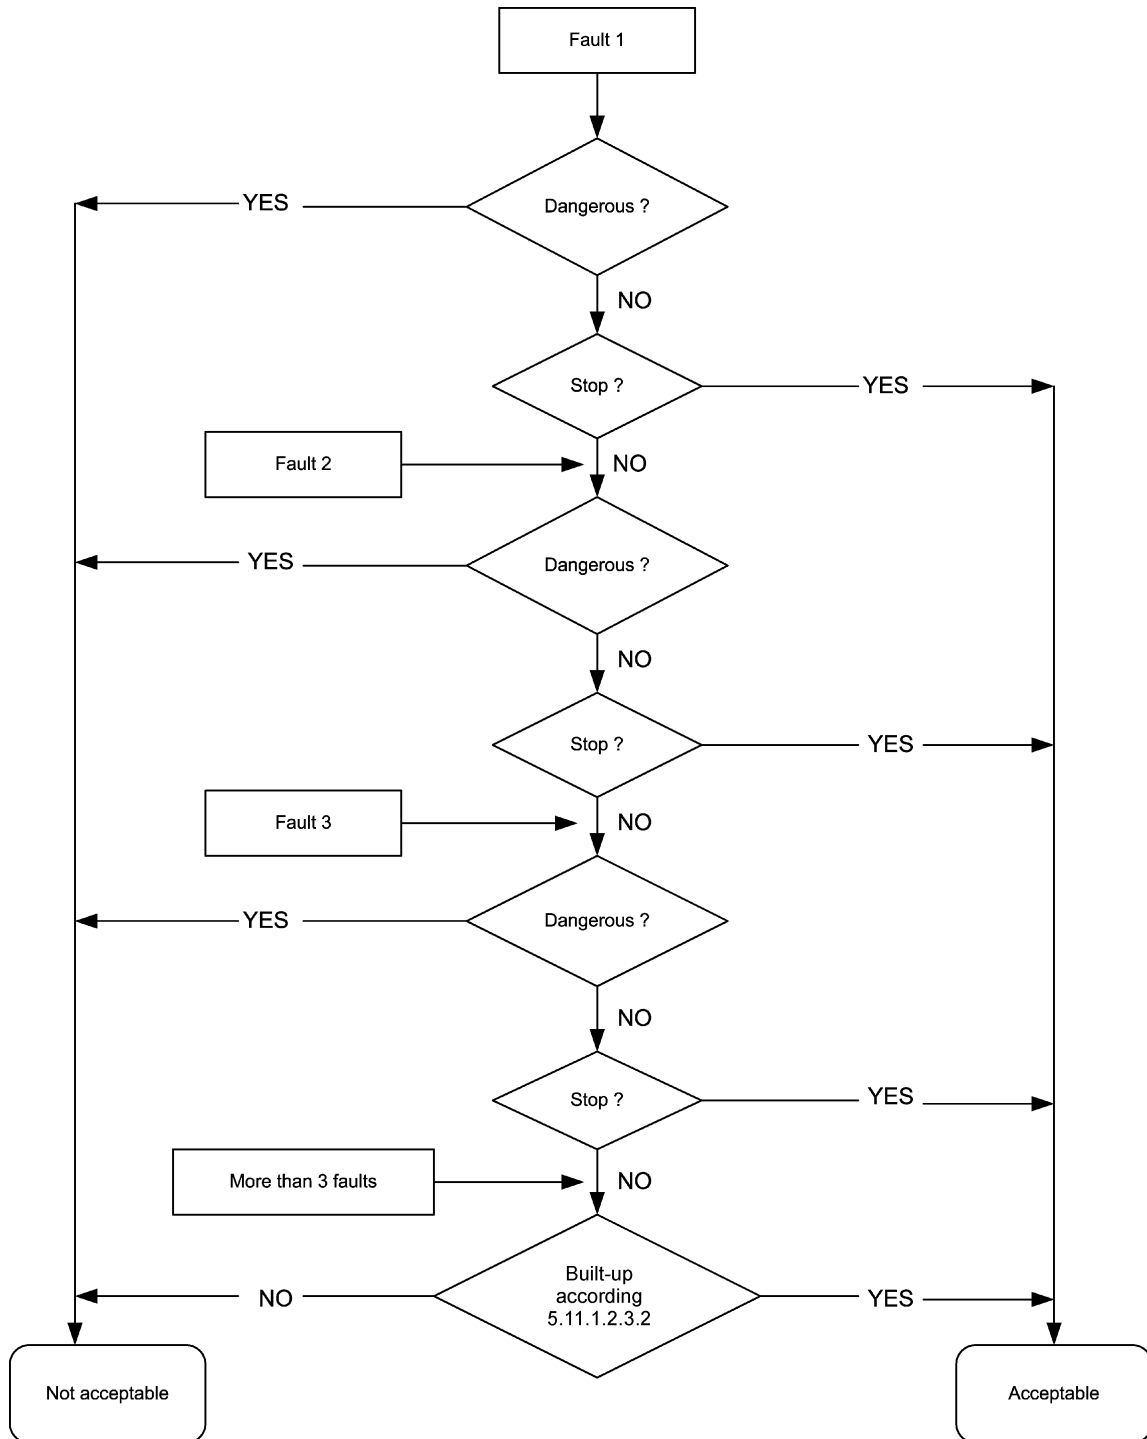 Fault 1
Dangerous ?
YES
NO
Stop ?
YES
Fault 2
NO
Dangerous ?
YES
NO
Stop ?
YES
Fault 3
NO
Dangerous ?
YES
NO
Stop ?
YES
More than 3 faults
NO
Built-up
according
5.11.1.2.3.2
NO
YES
Not acceptable
Acceptable